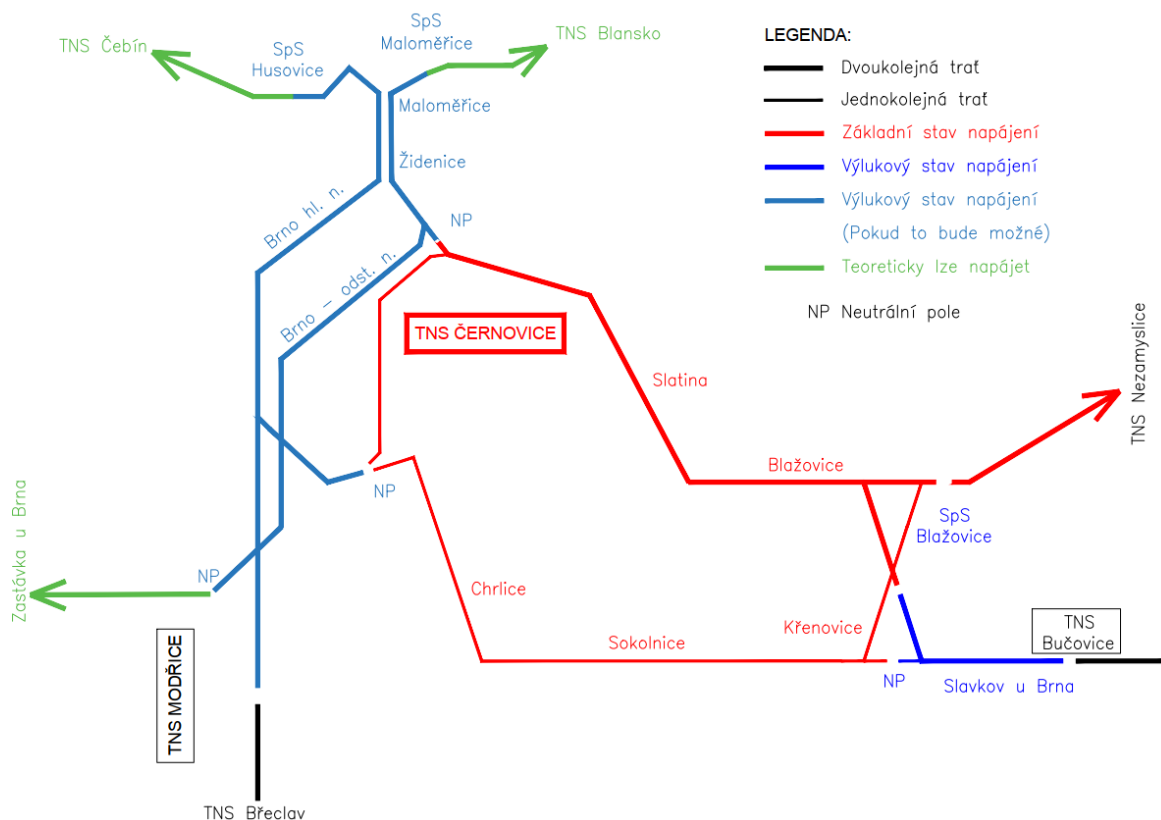 TNS Čebín
SpS
Husovice
SpS
Maloměřice
TNS Blansko
LEGENDA:
Dvoukolejná trať
Jednokolejná trať
Základní stav napájení
Výlukový stav napájení
Výlukový stav napájení
(Pokud to bude možné)
Teoreticky lze napájet
NP Neutrální pole
Maloměřice
Židenice
Brno hl. n.
NP
Brno – odst. n.
TNS ČERNOVICE
Slatina
TNS Nezamyslice
Blažovice
NP
SpS
Blažovice
Zastávka u Brna
NP
Chrlice
Křenovice
Sokolnice
TNS
Bučovice
NP
Slavkov u Brna
TNS MODŘICE
TNS Břeclav